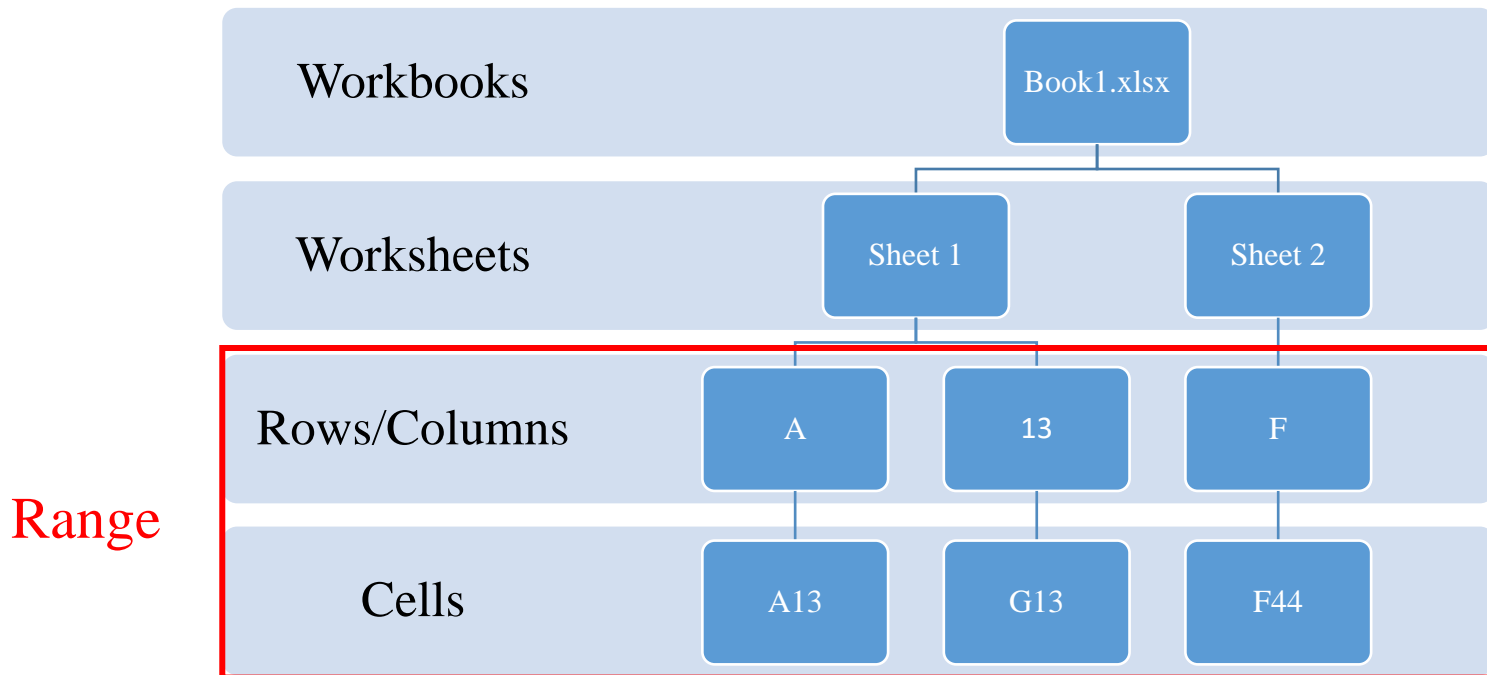 Workbooks
Book1.xlsx
Worksheets
Sheet 1
Sheet 2
Rows/Columns
A
13
F
Range
Cells
A13
G13
F44